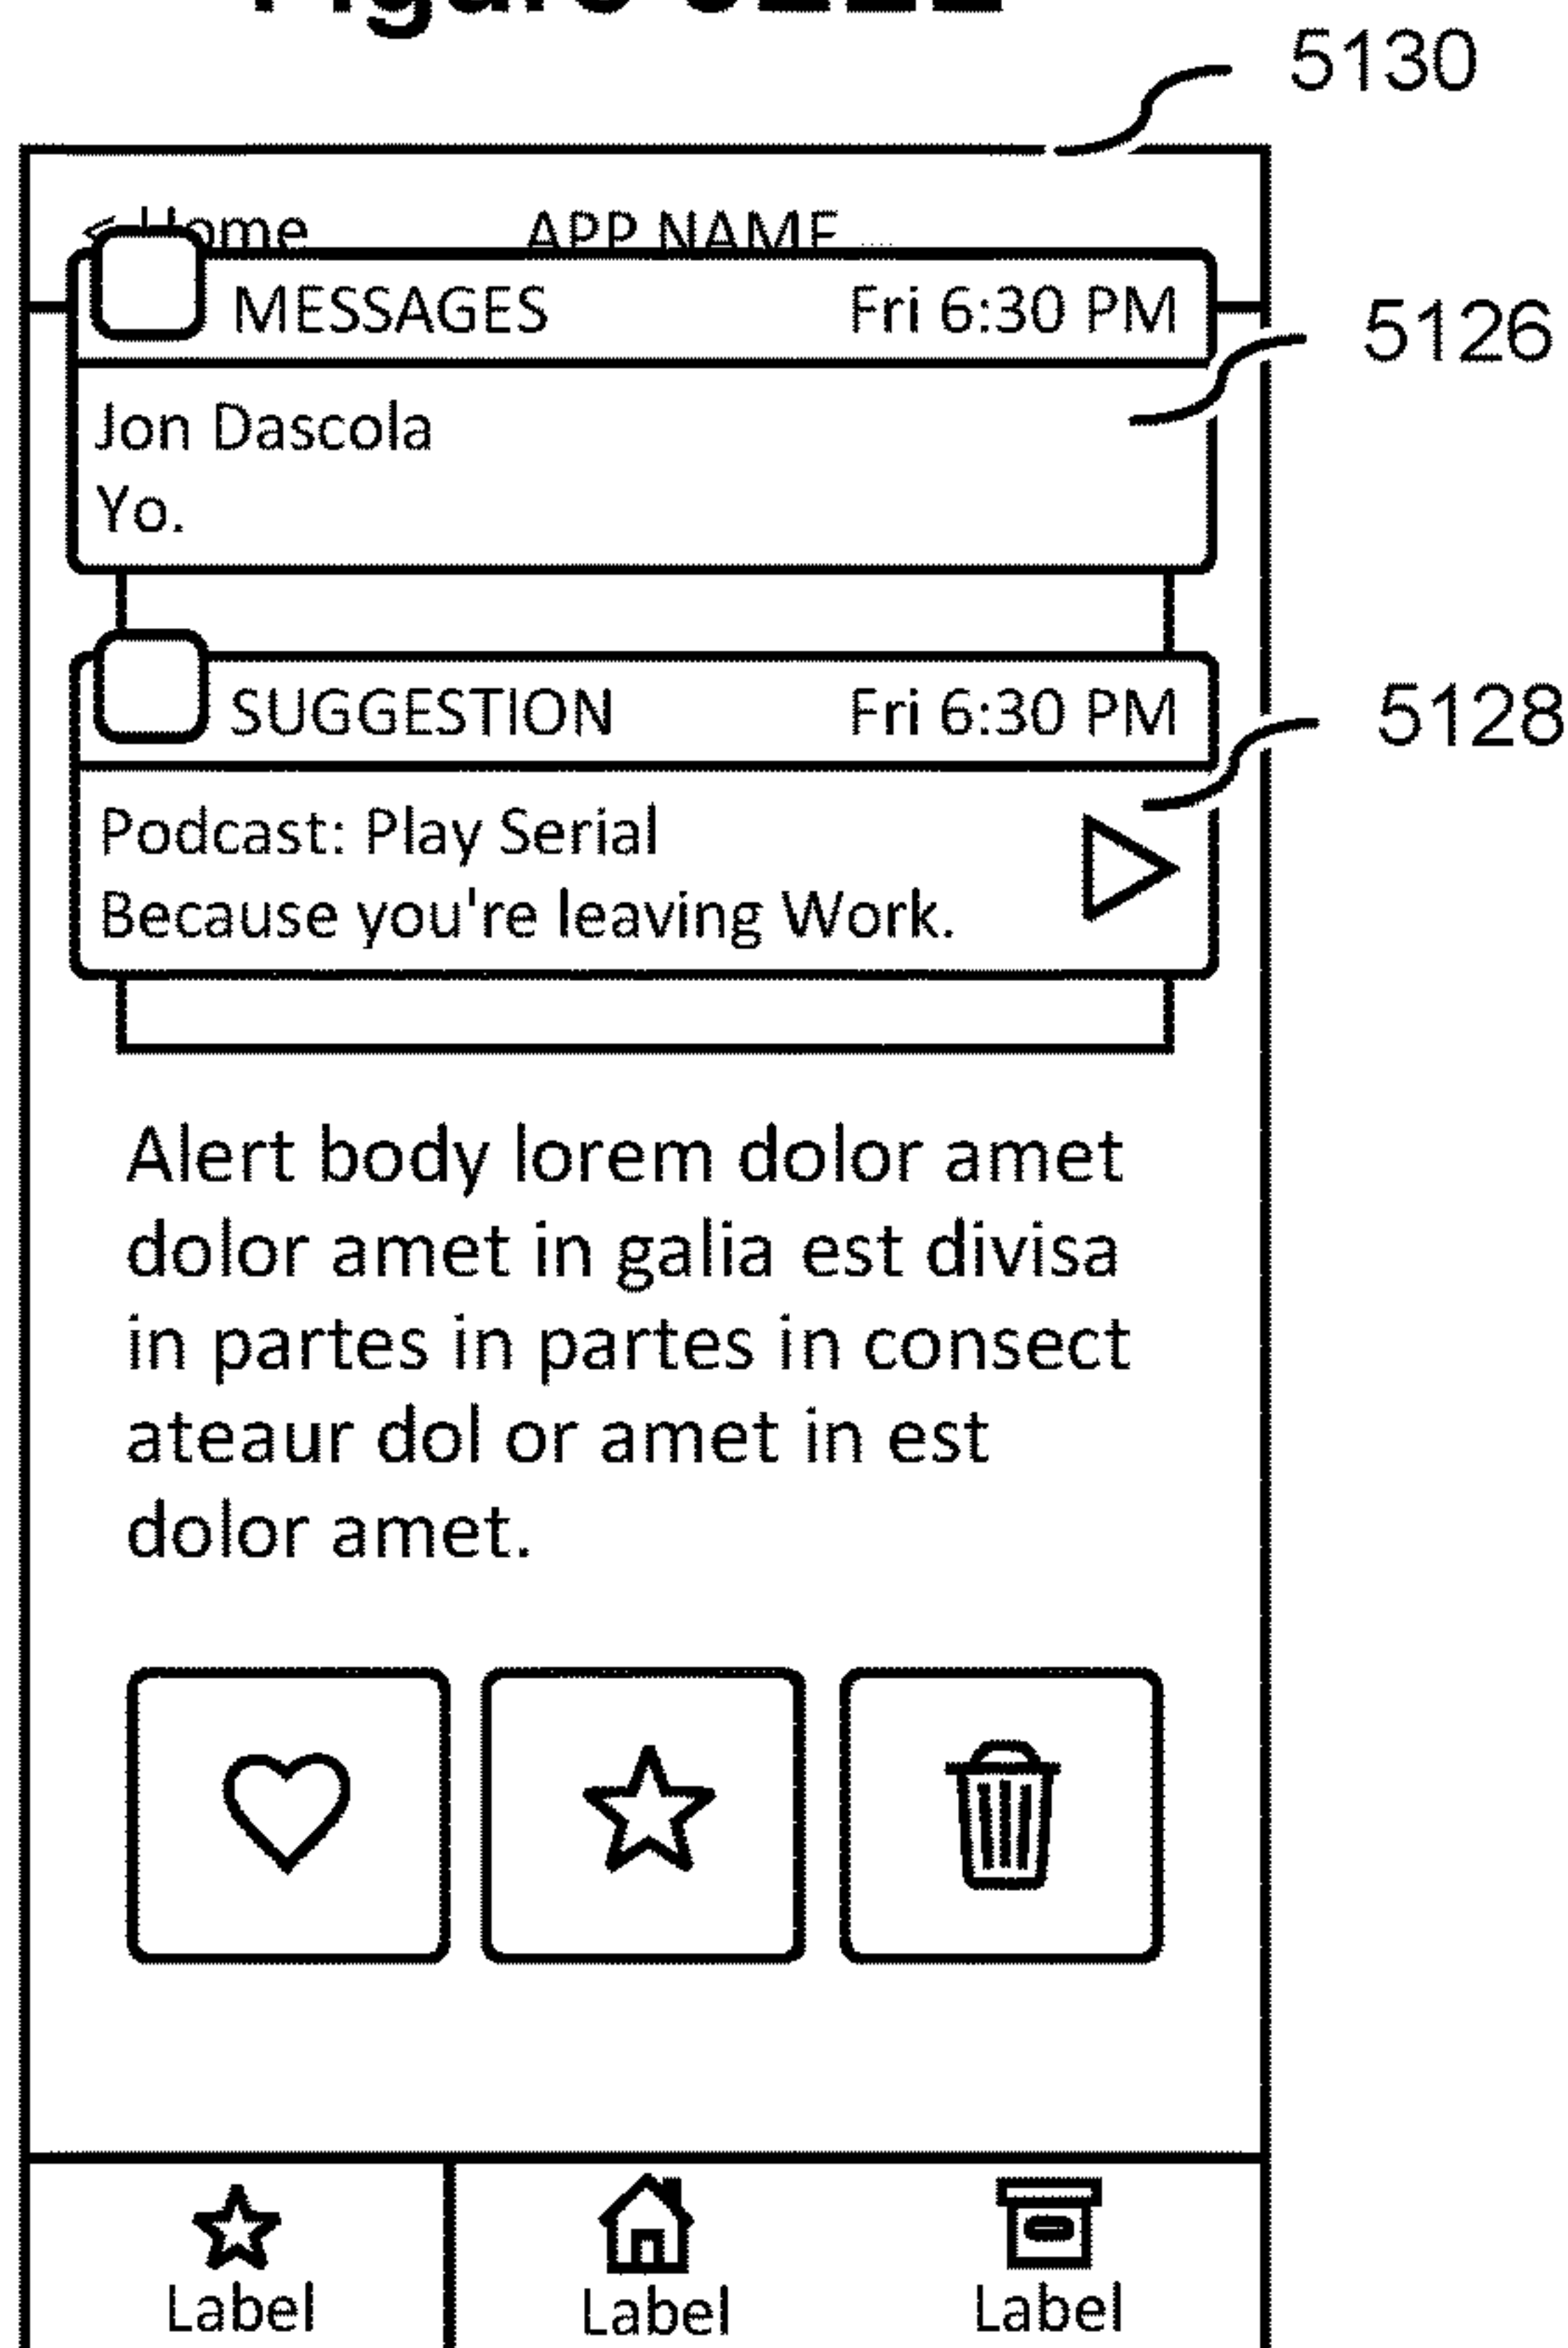 Figure
5130
< Home APP NAME
MESSAGES Fri 6:30 PM
5126
Jon Dascola
Yo.
SUGGESTION Fri 6:30 PM
5128
Podcast: Play Serial
Because you're leaving Work.
Alert body lorem dolor amet
dolor amet in galia est divisa
in partes in partes in consect
ateaur dol or amet in est
dolor amet.
Label Label Label